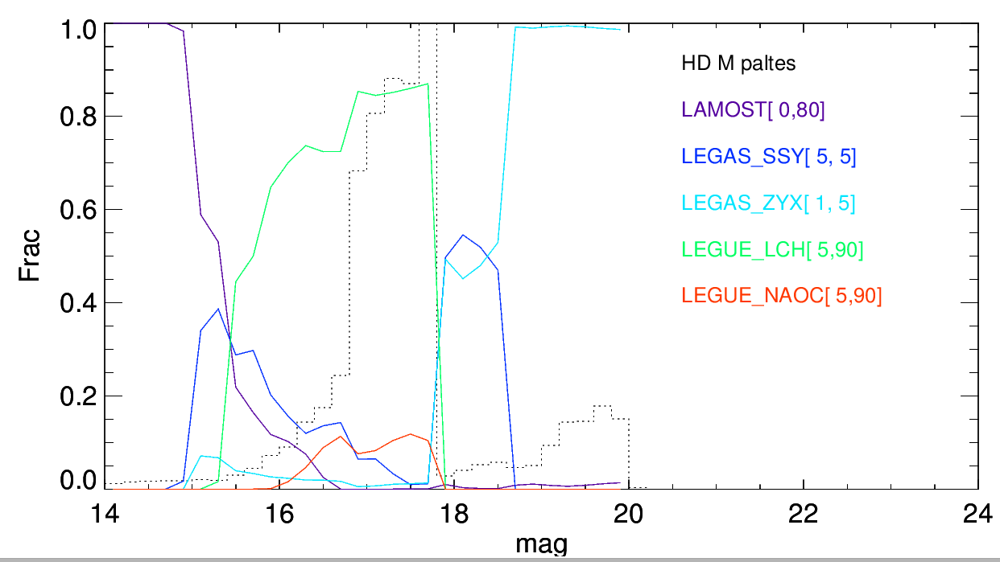 1.0
HD M paltes
LAMOST[ 0,80]
0.8
LEGAS_SSY[ 5, 5]
LEGAS_ZYX[ 1, 5]
0.6
LEGUE_LCH[ 5,90]
Frac
LEGUE_NAOC[ 5,90]
0.4
0.2
0.0
14 16 18 20 22 24
mag